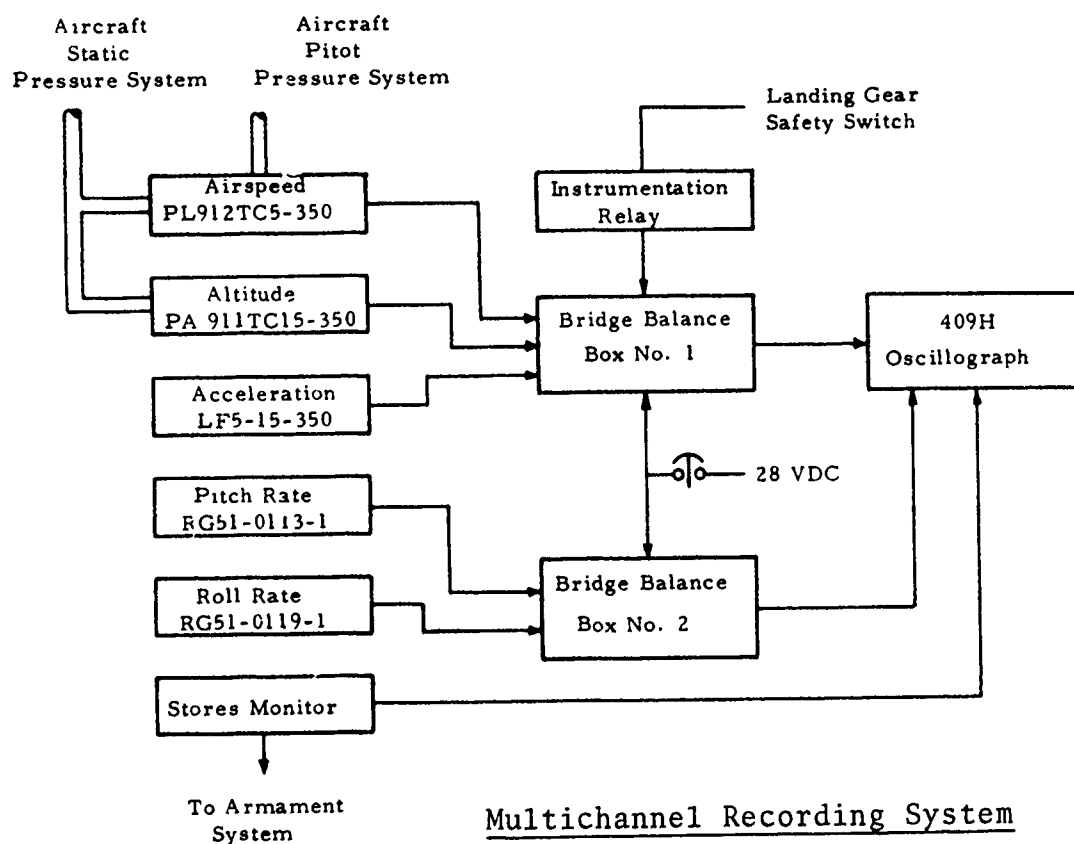 Aircraft
Static
Pressure System
Aircraft
Pitot
Pressure System
Landing Gear
Safety Switch
Airspeed
PL912TC5-350
Instrumentation
Relay
Altitude
PA 911TC15-350
Bridge Balance
Box No. 1
409H
Oscillograph
Acceleration
LF5-15-350
28 VDC
Pitch Rate
RG51-0113-1
Bridge Balance
Box No. 2
Roll Rate
RG51-0119-1
Stores Monitor
To Armament
System
Multichannel Recording System